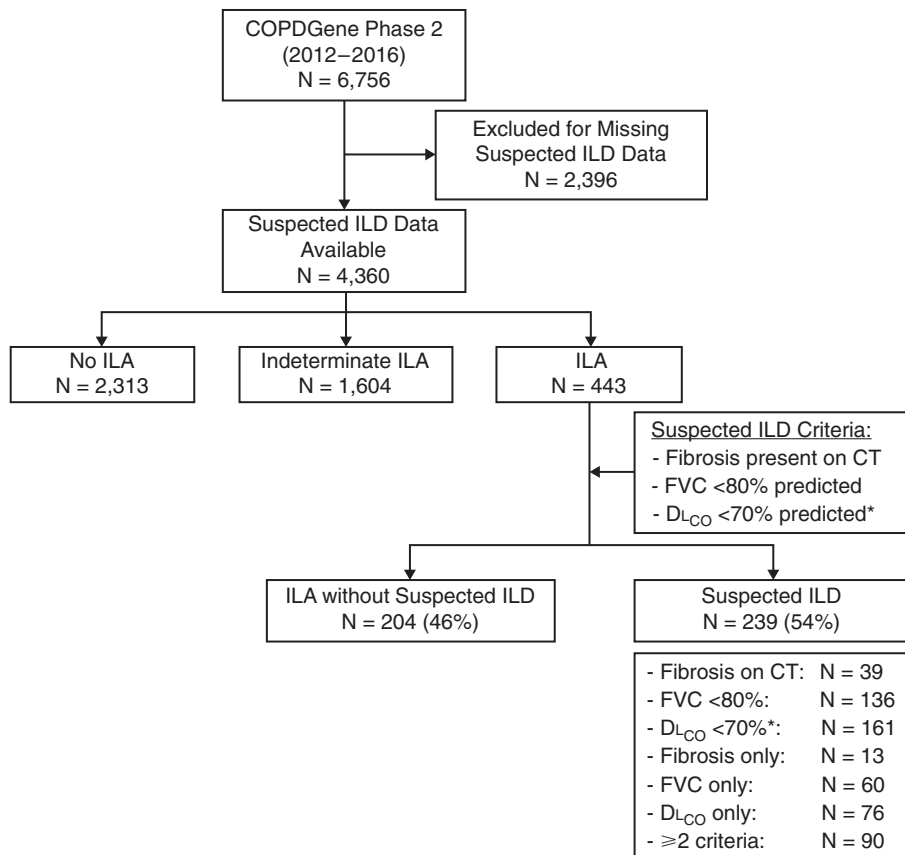 COPDGene Phase 2
(2012–2016)
N = 6,756
Excluded for Missing
Suspected ILD Data
N = 2,396
Suspected ILD Data
Available
N = 4,360
No ILA
N = 2,313
Indeterminate ILA
N = 1,604
ILA
N = 443
Suspected ILD Criteria:
- Fibrosis present on CT
- FVC <80% predicted
- DLCO <70% predicted*
ILA without Suspected ILD
N = 204 (46%)
Suspected ILD
N = 239 (54%)
- Fibrosis on CT: N = 39
- FVC <80%: N = 136
- DLCO <70%*: N = 161
- Fibrosis only: N = 13
- FVC only: N = 60
- DLCO only: N = 76
- ⩾2 criteria: N = 90